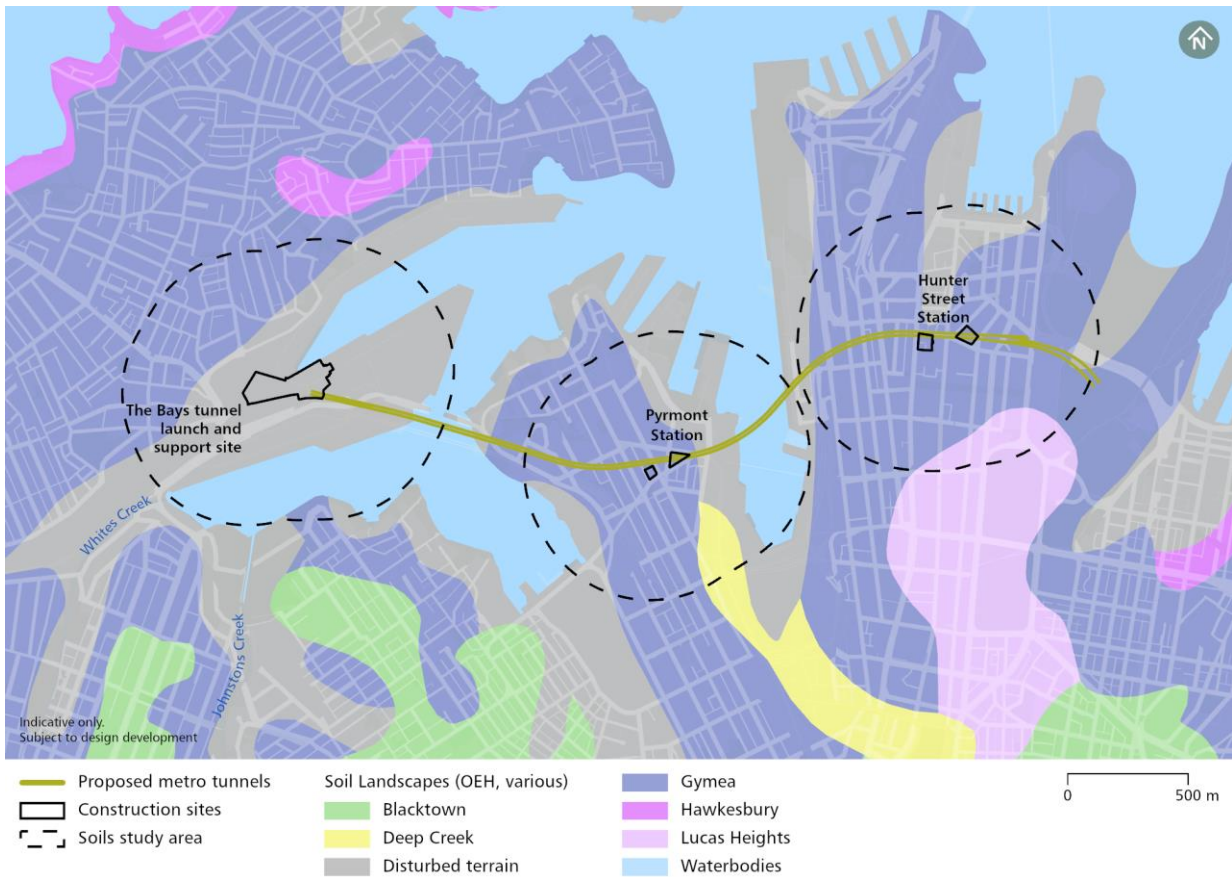 N
Hunter
Street
Station
The Bays tunnel
launch and
support site
Pyrmont
Station
Whites Creek
Johnstons Creek
Indicative only.
Subject to design development
Proposed metro tunnels
Construction sites
Soils study area
Soil Landscapes (OEH, various)
Blacktown
Deep Creek
Disturbed terrain
Gymea
Hawkesbury
Lucas Heights
Waterbodies
0 500 m